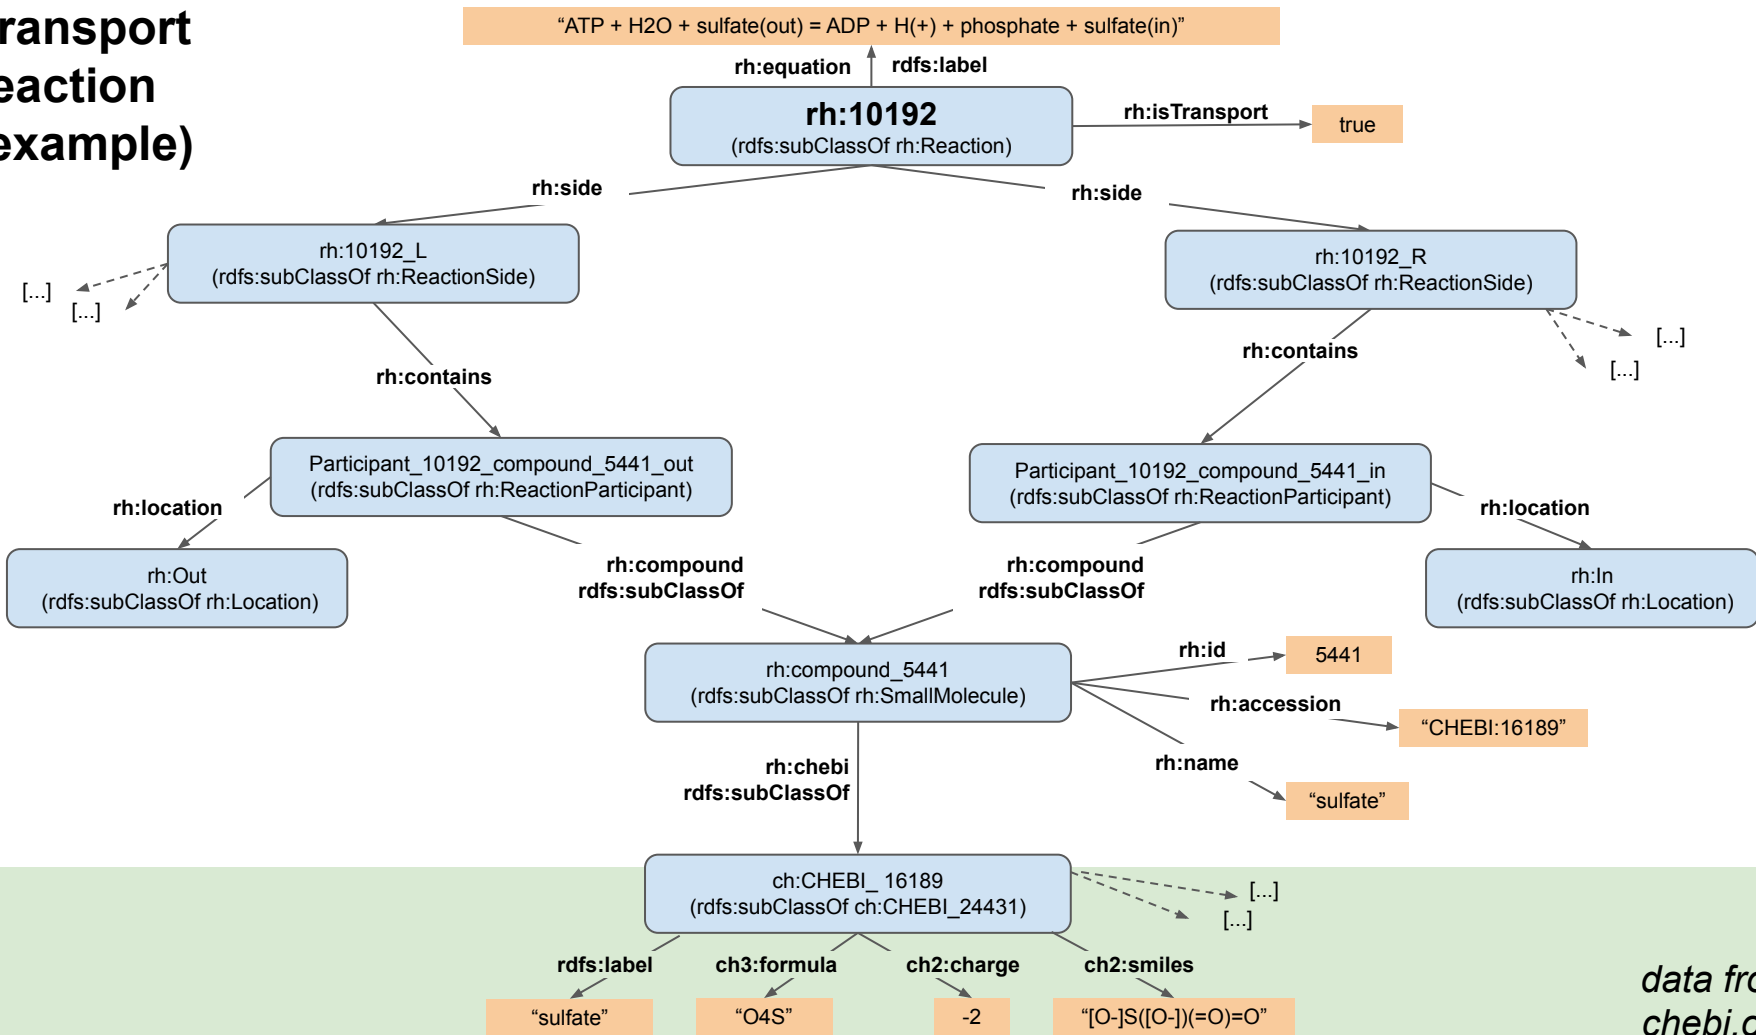 ransport
eaction
example)
“ATP + H2O + sulfate(out) = ADP + H(+) + phosphate + sulfate(in)”
rh:equation
rdfs:label
rh:10192
(rdfs:subClassOf rh:Reaction)
rh:isTransport
true
rh:side
rh:side
rh:10192_L
(rdfs:subClassOf rh:ReactionSide)
rh:10192_R
(rdfs:subClassOf rh:ReactionSide)
[...]
[...]
[...]
[...]
rh:contains
rh:contains
Participant_10192_compound_5441_out
(rdfs:subClassOf rh:ReactionParticipant)
Participant_10192_compound_5441_in
(rdfs:subClassOf rh:ReactionParticipant)
rh:location
rh:location
rh:Out
(rdfs:subClassOf rh:Location)
rh:compound
rdfs:subClassOf
rh:compound
rdfs:subClassOf
rh:In
(rdfs:subClassOf rh:Location)
rh:compound_5441
(rdfs:subClassOf rh:SmallMolecule)
rh:id
5441
rh:accession
“CHEBI:16189”
rh:name
“sulfate”
rh:chebi
rdfs:subClassOf
ch:CHEBI_ 16189
(rdfs:subClassOf ch:CHEBI_24431)
[...]
[...]
rdfs:label
ch3:formula
ch2:charge
ch2:smiles
“sulfate”
“O4S”
-2
“[O-]S([O-])(=O)=O”
data fro
chebi.o